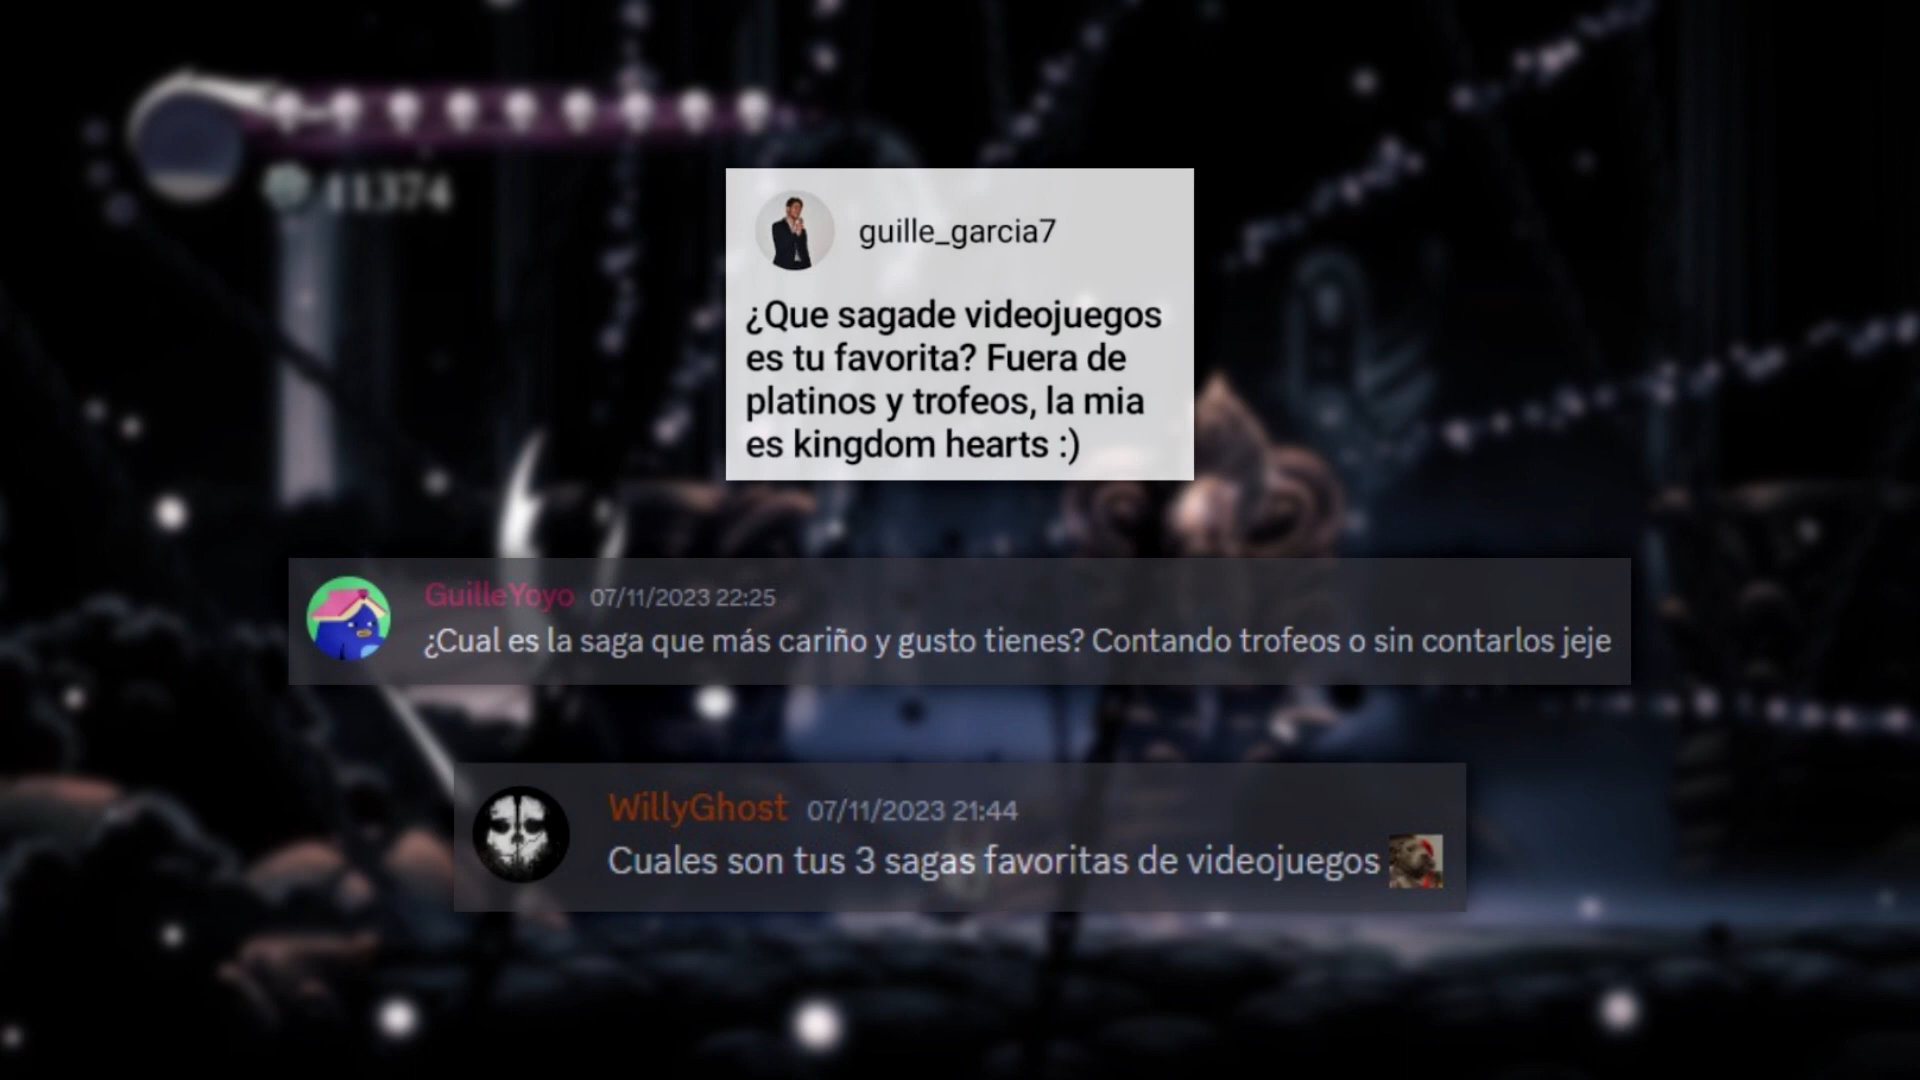 11374
guille_garcia7
¿Que sagade videojuegos
es tu favorita? Fuera de
platinos y trofeos, la mia
es kingdom hearts :)
GuilleYoyo 07/11/2023 22:25
¿Cual es la saga que más cariño y gusto tienes? Contando trofeos o sin contarlos jeje
WillyGhost 07/11/2023 21:44
Cuales son tus 3 sagas favoritas de videojuegos